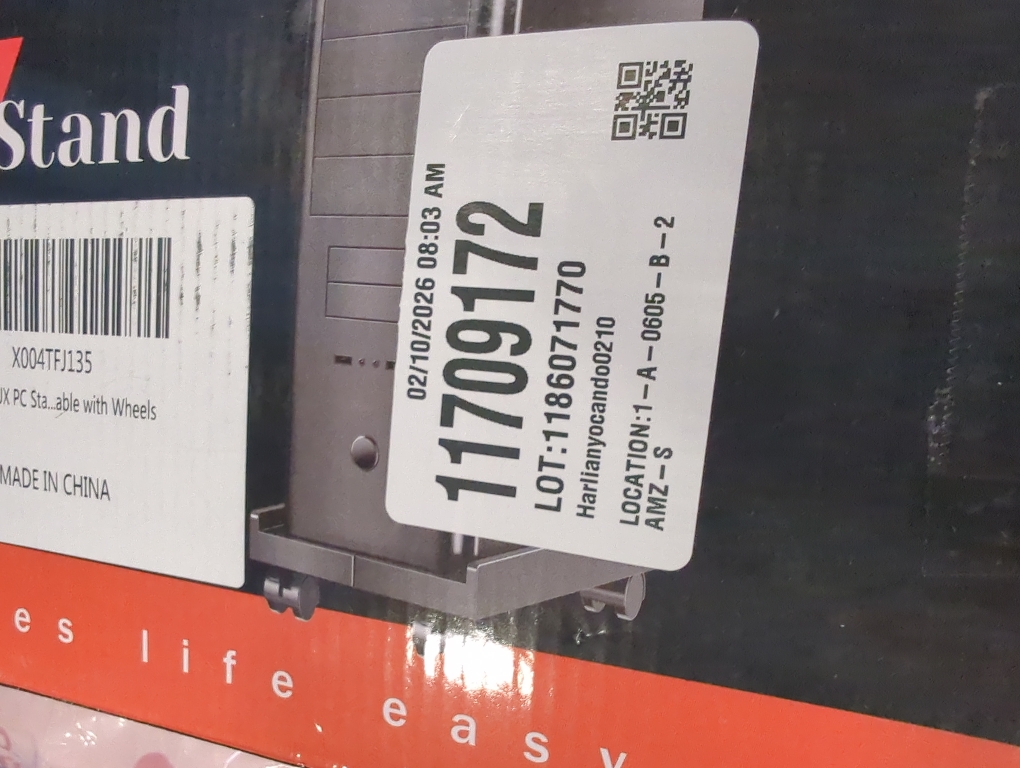 Stand
X004TFJ135
UX PC Sta...able with Wheels
MADE IN CHINA
02/10/2026 08:03 AM
11709172
LOT:1186071770
Harlianyocando0210
LOCATION:1-A-0605-B-2
AMZ-S
es life easy